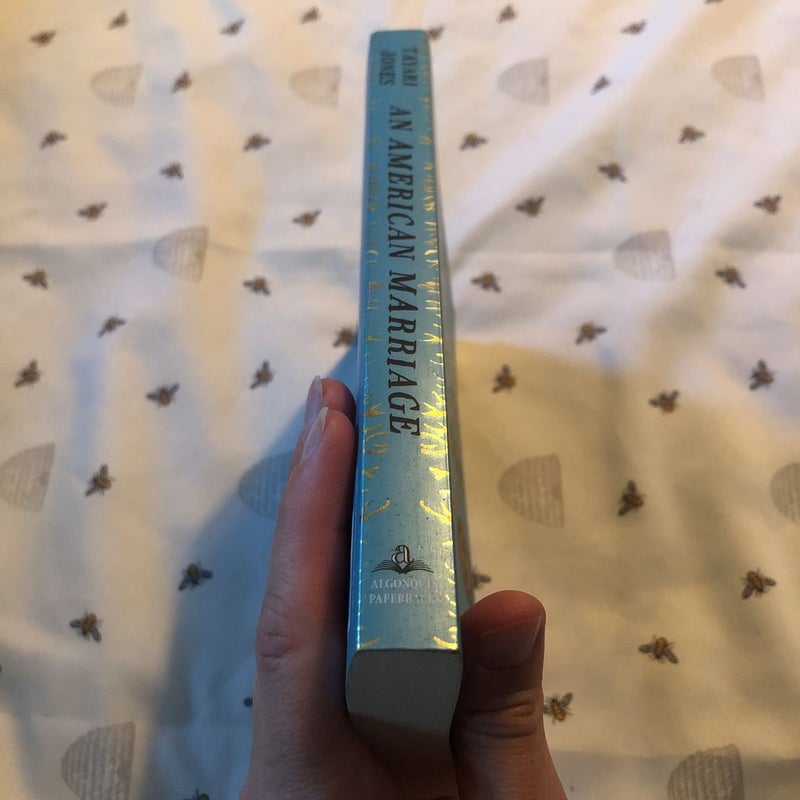 TAYARI
JONES
AN AMERICAN MARRIAGE
a
ALGONQUIN
PAPERBACKS